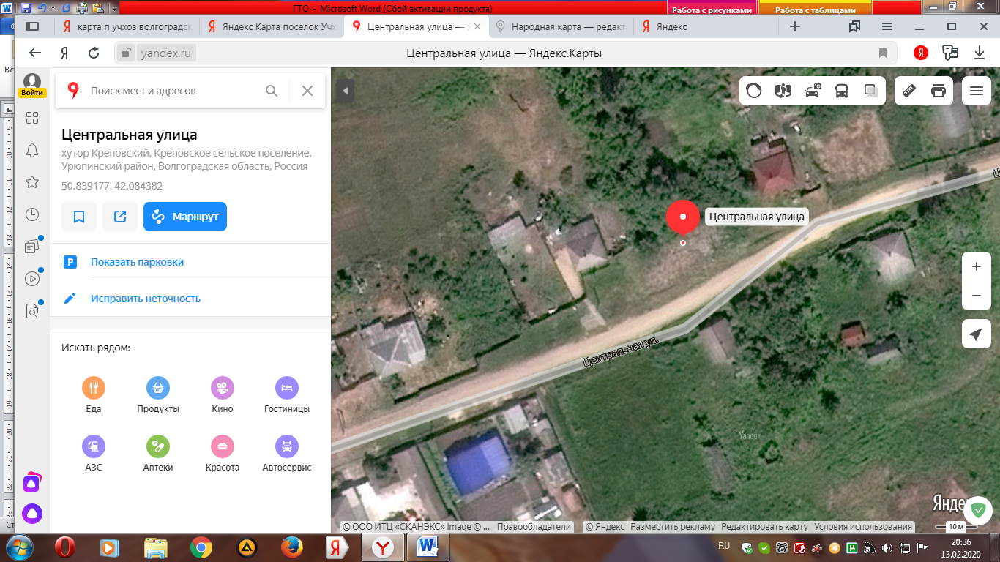 ГТО - Microsoft Word (Сбой активации продукта)
Работа с рисунками
Работа с таблицами
карта п учхоз волгоградск
Яндекс Карта поселок Учх
Центральная улица — Я
Народная карта — редакт
Яндекс
yandex.ru
Центральная улица — Яндекс.Карты
Войти
Поиск мест и адресов
Центральная улица
хутор Креповский, Креповское сельское поселение,
Урюпинский район, Волгоградская область, Россия
50.839177, 42.084382
Маршрут
Показать парковки
Исправить неточность
Искать рядом:
Еда
Продукты
Кино
Гостиницы
АЗС
Аптеки
Красота
Автосервис
Центральная улица
Центральная ул.
Yandex
Яндекс
10 м
© ООО ИТЦ «СКАНЭКС» Image © ...
Правообладатели
© Яндекс
Разместить рекламу
Редактировать карту
Условия использования
RU
20:36
13.02.2020